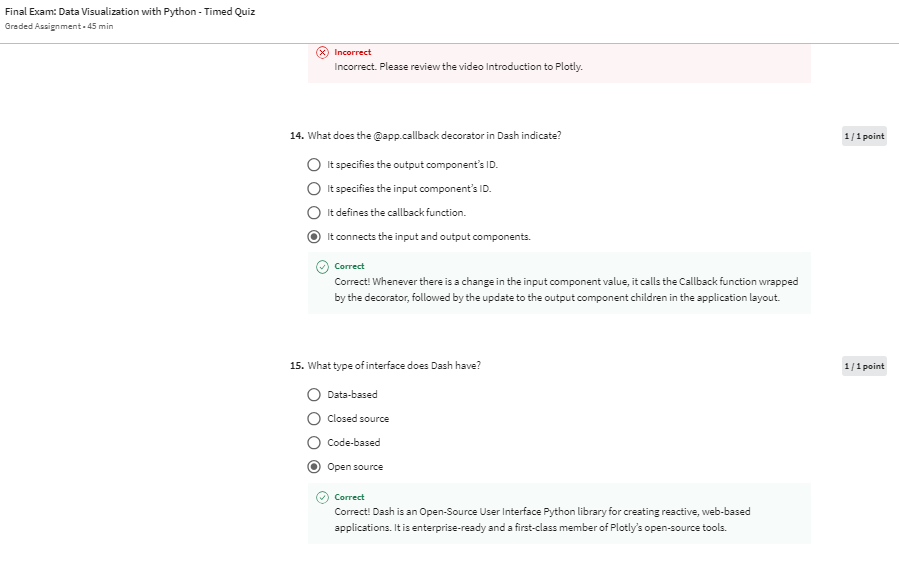 Final Exam: Data Visualization with Python - Timed Quiz
Graded Assignment • 45 min
Incorrect
Incorrect. Please review the video Introduction to Plotly.
14. What does the @app.callback decorator in Dash indicate?
1 / 1 point
It specifies the output component's ID.
It specifies the input component's ID.
It defines the callback function.
It connects the input and output components.
Correct
Correct! Whenever there is a change in the input component value, it calls the Callback function wrapped
by the decorator, followed by the update to the output component children in the application layout.
15. What type of interface does Dash have?
1 / 1 point
Data-based
Closed source
Code-based
Open source
Correct
Correct! Dash is an Open-Source User Interface Python library for creating reactive, web-based
applications. It is enterprise-ready and a first-class member of Plotly's open-source tools.